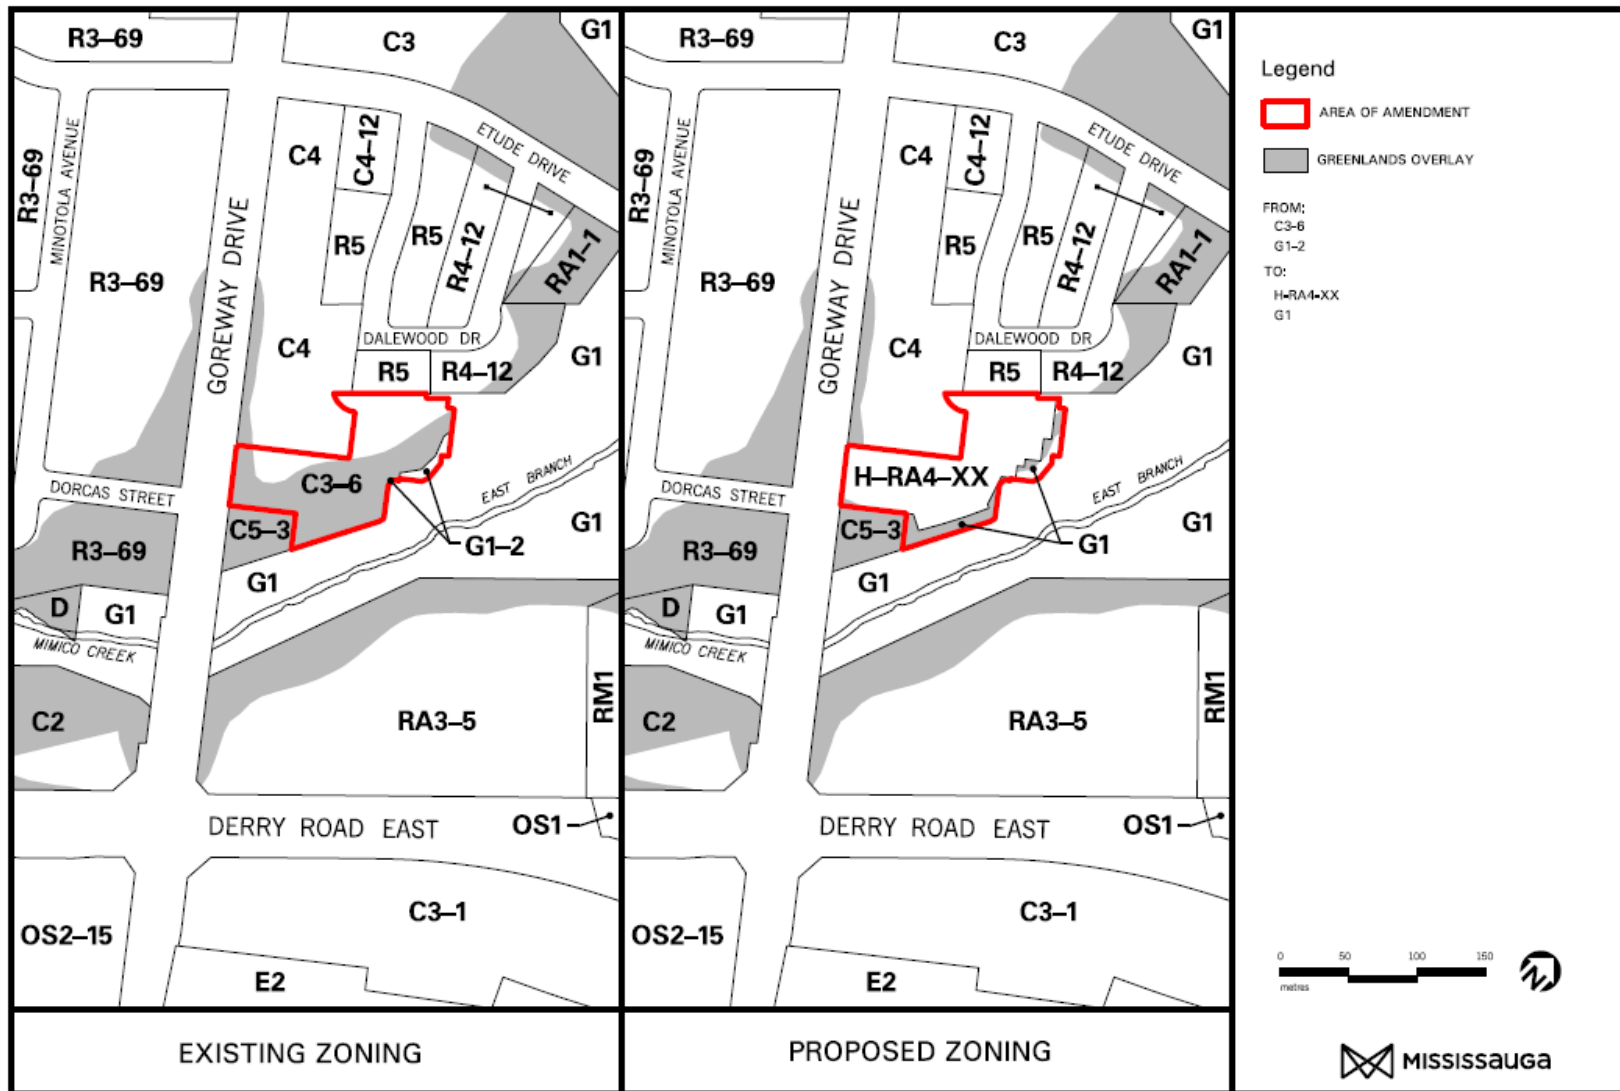 R3–69
C3
G1
MINOTOLA AVENUE
R3–69
R3–69
GOREWAY DRIVE
C4
C4–12
R5
ETUDE DRIVE
R5
R4–12
RA1–1
C4
DALEWOOD DR
R5
R4–12
G1
C3–6
DORCAS STREET
C5–3
EAST BRANCH
G1
R3–69
G1–2
G1
D
G1
MIMICO CREEK
C2
RA3–5
RM1
DERRY ROAD EAST
OS1
OS2–15
C3–1
E2
EXISTING ZONING
R3–69
C3
G1
MINOTOLA AVENUE
R3–69
R3–69
GOREWAY DRIVE
C4
C4–12
R5
ETUDE DRIVE
R5
R4–12
RA1–1
C4
DALEWOOD DR
R5
R4–12
G1
H–RA4–XX
DORCAS STREET
C5–3
EAST BRANCH
G1
R3–69
G1
G1
D
G1
MIMICO CREEK
C2
RA3–5
RM1
DERRY ROAD EAST
OS1
OS2–15
C3–1
E2
PROPOSED ZONING
Legend
AREA OF AMENDMENT
GREENLANDS OVERLAY
FROM:
C3-6
G1-2
TO:
H-RA4-XX
G1
0 50 100 150
metres
N
MISSISSAUGA